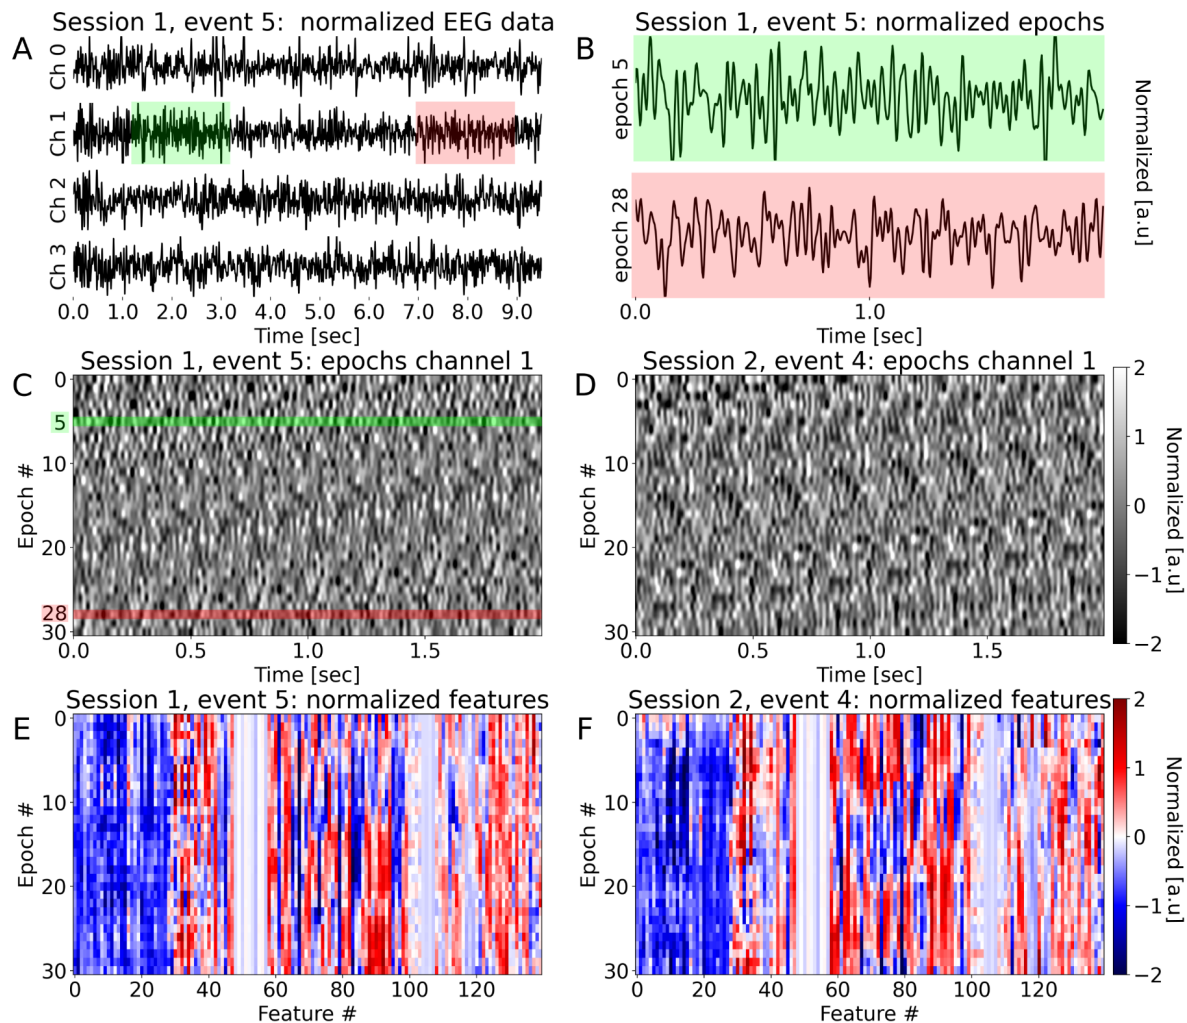 A
Session 1, event 5:  normalized EEG data
Ch 0
Ch 1
Ch 2
Ch 3
0.0 1.0 2.0 3.0 4.0 5.0 6.0 7.0 8.0 9.0
Time [sec]
B
Session 1, event 5: normalized epochs
epoch 5
epoch 28
Normalized [a.u]
0.0 1.0
Time [sec]
C
Session 1, event 5: epochs channel 1
Epoch #
0
5
10
20
28
30
0.0 0.5 1.0 1.5
Time [sec]
D
Session 2, event 4: epochs channel 1
Epoch #
0
10
20
30
0.0 0.5 1.0 1.5
Time [sec]
2
1
0
−1
−2
Normalized [a.u]
E
Session 1, event 5: normalized features
Epoch #
0
10
20
30
0 20 40 60 80 100 120
Feature #
F
Session 2, event 4: normalized features
Epoch #
0
10
20
30
0 20 40 60 80 100 120
Feature #
2
1
0
−1
−2
Normalized [a.u]